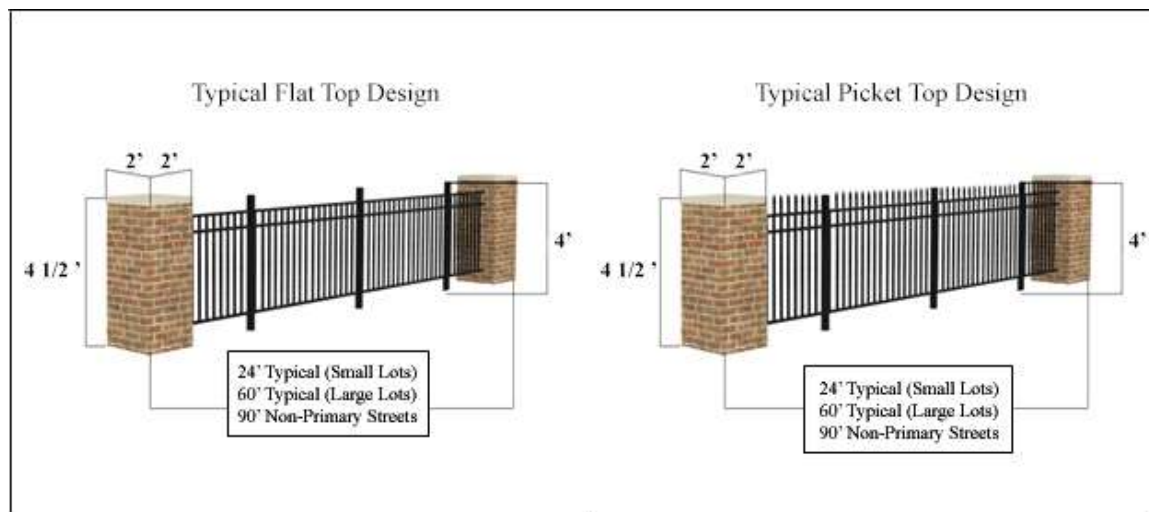 Typical Flat Top Design
2’ 2’
4 1/2 ’
4’
24’ Typical (Small Lots)
60’ Typical (Large Lots)
90’ Non-Primary Streets
Typical Picket Top Design
2’ 2’
4 1/2 ’
4’
24’ Typical (Small Lots)
60’ Typical (Large Lots)
90’ Non-Primary Streets